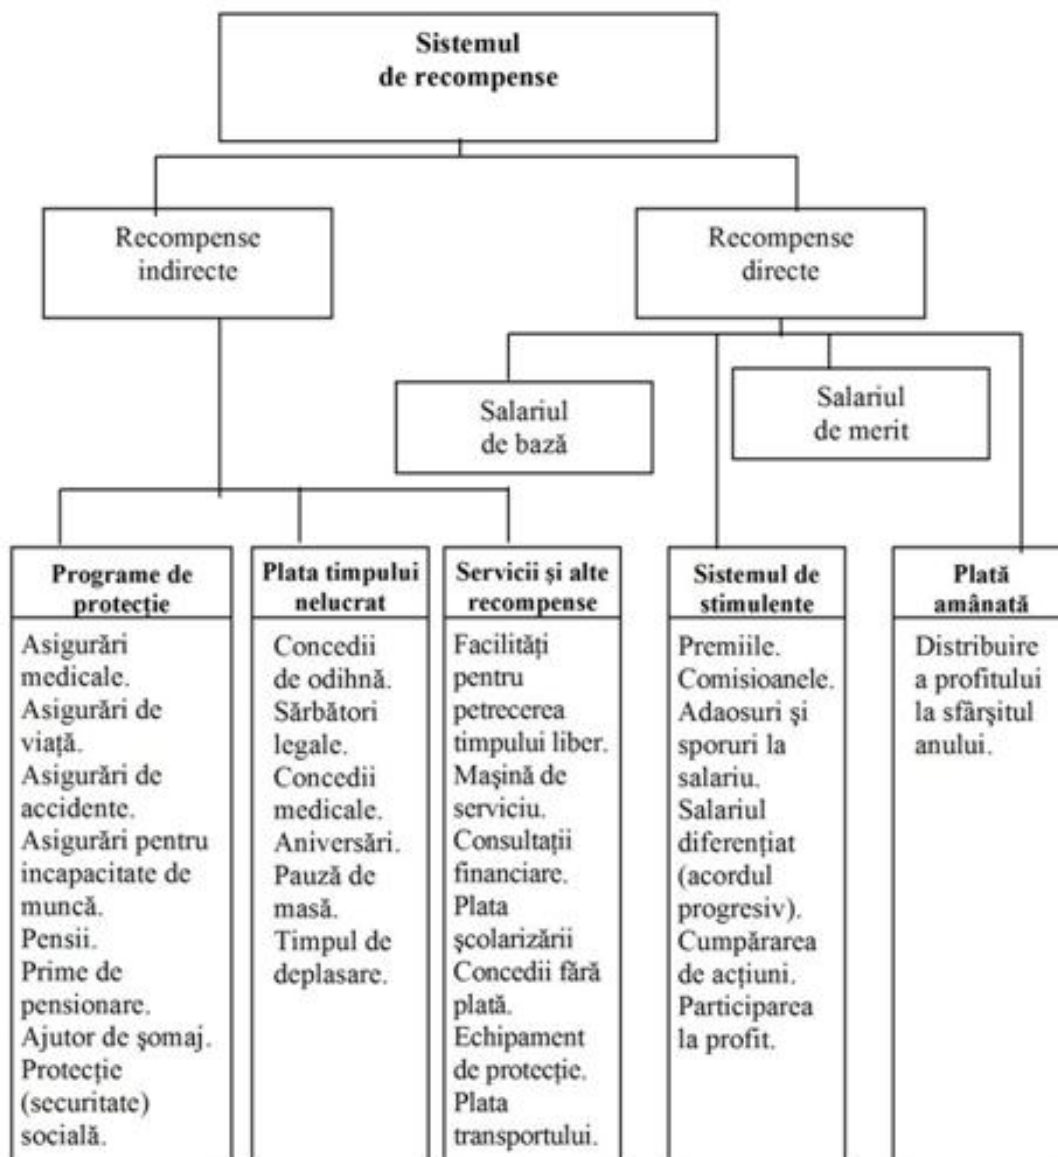 Sistemul
de recompense
Recompense
indirecte
Recompense
directe
Salariul
de bază
Salariul
de merit
Programe de
protecție
Asigurări
medicale.
Asigurări de
viață.
Asigurări de
accidente.
Asigurări pentru
incapacitate de
muncă.
Pensii.
Prime de
pensionare.
Ajutor de şomaj.
Protecție
(securitate)
socială.
Plata timpului
nelucrat
Concedii
de odihnă.
Sărbători
legale.
Concedii
medicale.
Aniversări.
Pauză de
masă.
Timpul de
deplasare.
Servicii şi alte
recompense
Facilități
pentru
petrecerea
timpului liber.
Maşină de
serviciu.
Consultații
financiare.
Plata
şcolarizării
Concedii fără
plată.
Echipament
de protecție.
Plata
transportului.
Sistemul de
stimulente
Premiile.
Comisioanele.
Adaosuri şi
sporuri la
salariu.
Salariul
diferențiat
(acordul
progresiv).
Cumpărarea
de acțiuni.
Participarea
la profit.
Plată
amânată
Distribuire
a profitului
la sfârşitul
anului.